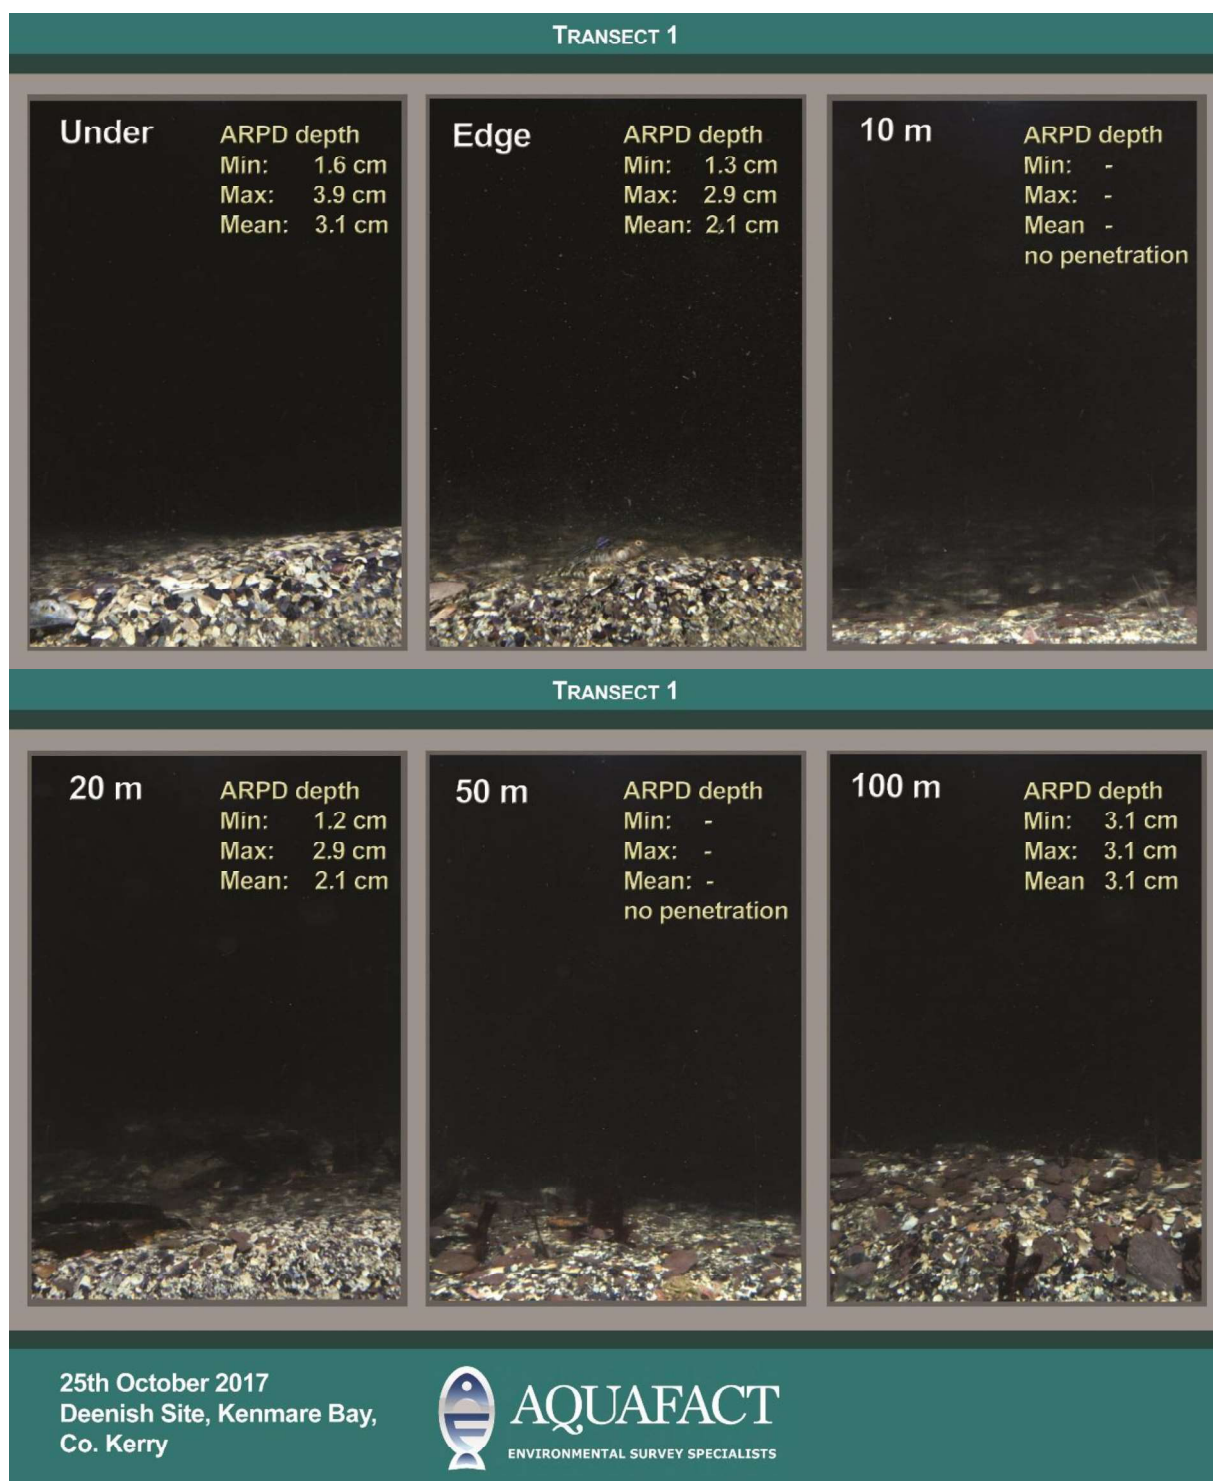 TRANSECT 1
Under
ARPD depth
Min: 1.6 cm
Max: 3.9 cm
Mean: 3.1 cm
Edge
ARPD depth
Min: 1.3 cm
Max: 2.9 cm
Mean: 2.1 cm
10 m
ARPD depth
Min: -
Max: -
Mean -
no penetration
TRANSECT 1
20 m
ARPD depth
Min: 1.2 cm
Max: 2.9 cm
Mean: 2.1 cm
50 m
ARPD depth
Min: -
Max: -
Mean: -
no penetration
100 m
ARPD depth
Min: 3.1 cm
Max: 3.1 cm
Mean 3.1 cm
25th October 2017
Deenish Site, Kenmare Bay,
Co. Kerry
AQUAFACT
ENVIRONMENTAL SURVEY SPECIALISTS